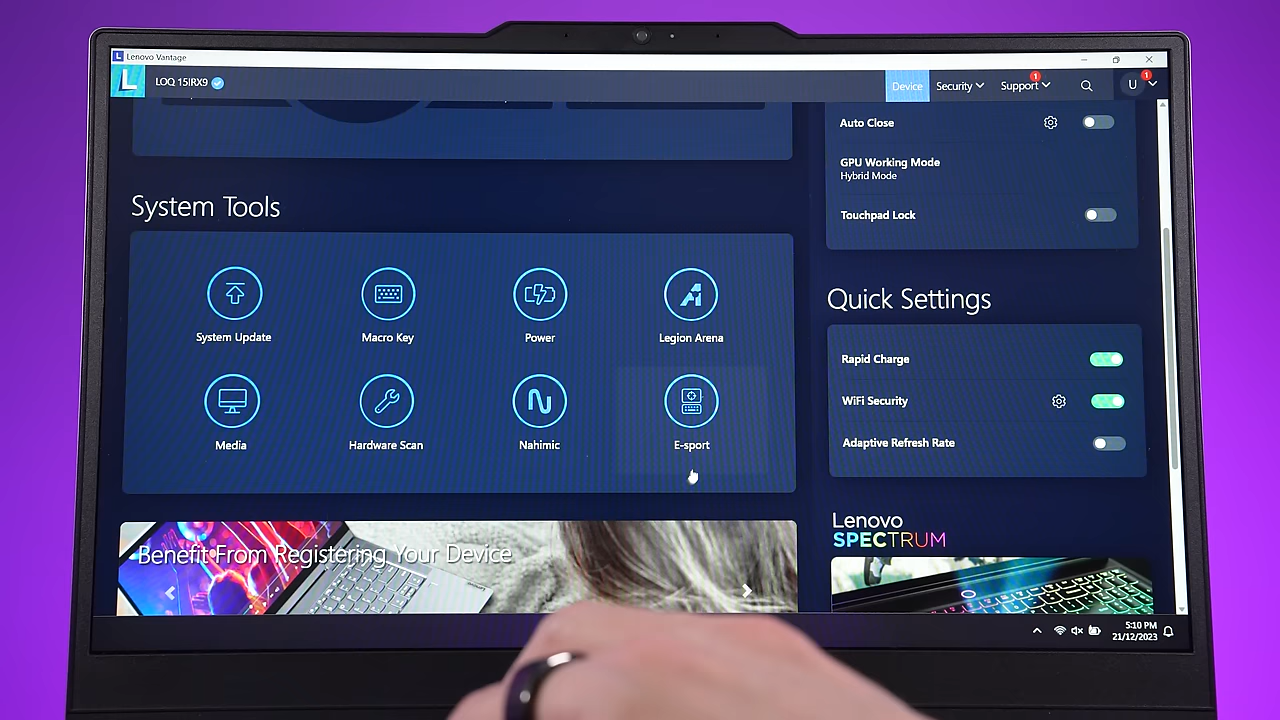 L Lenovo Vantage
L
LOQ 15IRX9
Device
Security
Support
1
U
1
Auto Close
GPU Working Mode
Hybrid Mode
Touchpad Lock
System Tools
System Update
Macro Key
Power
Legion Arena
Media
Hardware Scan
Nahimic
E-sport
Quick Settings
Rapid Charge
WiFi Security
Adaptive Refresh Rate
Benefit From Registering Your Device
Lenovo
SPECTRUM
5:10 PM
21/12/2023